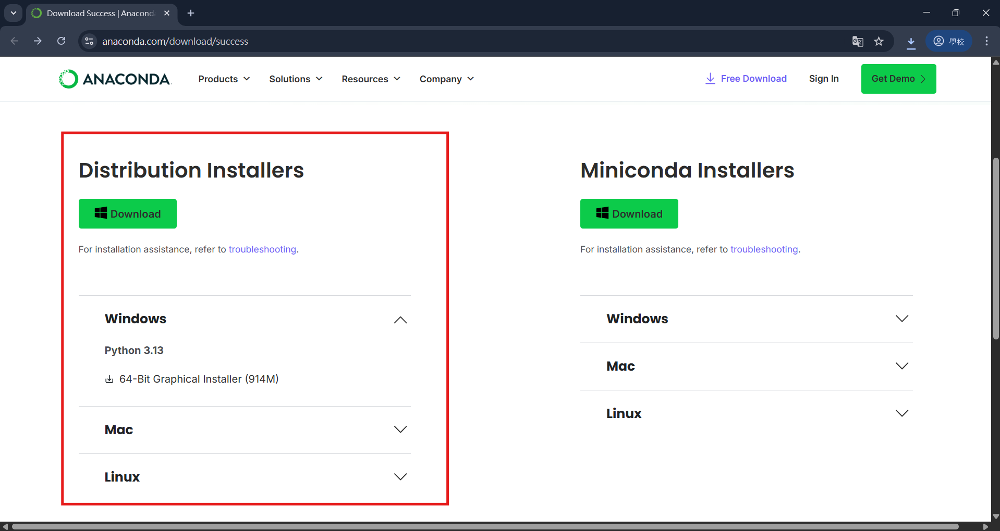 Download Success | Anaconda
anaconda.com/download/success
學校
ANACONDA
Products
Solutions
Resources
Company
Free Download
Sign In
Get Demo
Distribution Installers
Download
For installation assistance, refer to troubleshooting.
Windows
Python 3.13
64-Bit Graphical Installer (914M)
Mac
Linux
Miniconda Installers
Download
For installation assistance, refer to troubleshooting.
Windows
Mac
Linux